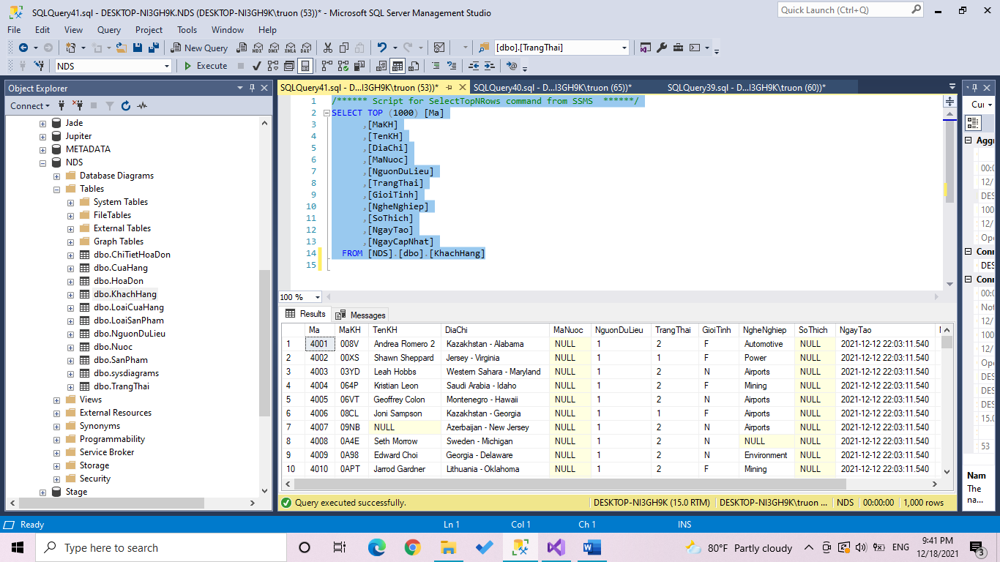 SQLQuery41.sql - DESKTOP-NI3GH9K.NDS (DESKTOP-NI3GH9K\truon (53))* - Microsoft SQL Server Management Studio
Quick Launch (Ctrl+Q)
File Edit View Query Project Tools Window Help
New Query MDX DMX XMLA DAX [dbo].[TrangThai]
NDS Execute
Object Explorer
Connect
Jade
Jupiter
METADATA
NDS
Database Diagrams
Tables
System Tables
FileTables
External Tables
Graph Tables
dbo.ChiTietHoaDon
dbo.CuaHang
dbo.HoaDon
dbo.KhachHang
dbo.LoaiCuaHang
dbo.LoaiSanPham
dbo.NguonDuLieu
dbo.Nuoc
dbo.SanPham
dbo.sysdiagrams
dbo.TrangThai
Views
External Resources
Synonyms
Programmability
Service Broker
Storage
Security
Stage
SQLQuery41.sql - D...I3GH9K\truon (53))* SQLQuery40.sql - D...I3GH9K\truon (65))* SQLQuery39.sql - D...I3GH9K\truon (60))*
1 /****** Script for SelectTopNRows command from SSMS ******/
2 SELECT TOP (1000) [Ma]
3 ,[MaKH]
4 ,[TenKH]
5 ,[DiaChi]
6 ,[MaNuoc]
7 ,[NguonDuLieu]
8 ,[TrangThai]
9 ,[GioiTinh]
10 ,[NgheNghiep]
11 ,[SoThich]
12 ,[NgayTao]
13 ,[NgayCapNhat]
14 FROM [NDS].[dbo].[KhachHang]
15
100 %
Results Messages
Ma MaKH TenKH DiaChi MaNuoc NguonDuLieu TrangThai GioiTinh NgheNghiep SoThich NgayTao
1 4001 008V Andrea Romero 2 Kazakhstan - Alabama NULL 1 2 F Automotive NULL 2021-12-12 22:03:11.540
2 4002 00XS Shawn Sheppard Jersey - Virginia NULL 1 1 F Power NULL 2021-12-12 22:03:11.540
3 4003 03YD Leah Hobbs Western Sahara - Maryland NULL 1 2 N Airports NULL 2021-12-12 22:03:11.540
4 4004 064P Kristian Leon Saudi Arabia - Idaho NULL 1 2 F Mining NULL 2021-12-12 22:03:11.540
5 4005 06VT Geoffrey Colon Montenegro - Hawaii NULL 1 2 N Airports NULL 2021-12-12 22:03:11.540
6 4006 08CL Joni Sampson Kazakhstan - Georgia NULL 1 1 F Airports NULL 2021-12-12 22:03:11.540
7 4007 09NB NULL Azerbaijan - New Jersey NULL 1 2 N Airports NULL 2021-12-12 22:03:11.540
8 4008 0A4E Seth Morrow Sweden - Michigan NULL 1 2 N NULL NULL 2021-12-12 22:03:11.540
9 4009 0A98 Edward Choi Georgia - Delaware NULL 1 2 N Environment NULL 2021-12-12 22:03:11.540
10 4010 0APT Jarrod Gardner Lithuania - Oklahoma NULL 1 2 F Mining NULL 2021-12-12 22:03:11.540
Query executed successfully. DESKTOP-NI3GH9K (15.0 RTM) DESKTOP-NI3GH9K\truon ... NDS 00:00:00 1,000 rows
Cur
Aggr
00:0
12/
DES
100
12/
Ope
Conn
DES
Conn
00:0
Not
12/
100
12/
Ope
DES
DES
DES
15.0
53
Nam
The
na...
Ready Ln 1 Col 1 Ch 1 INS
Type here to search 80°F Partly cloudy ENG 9:41 PM
12/18/2021
3